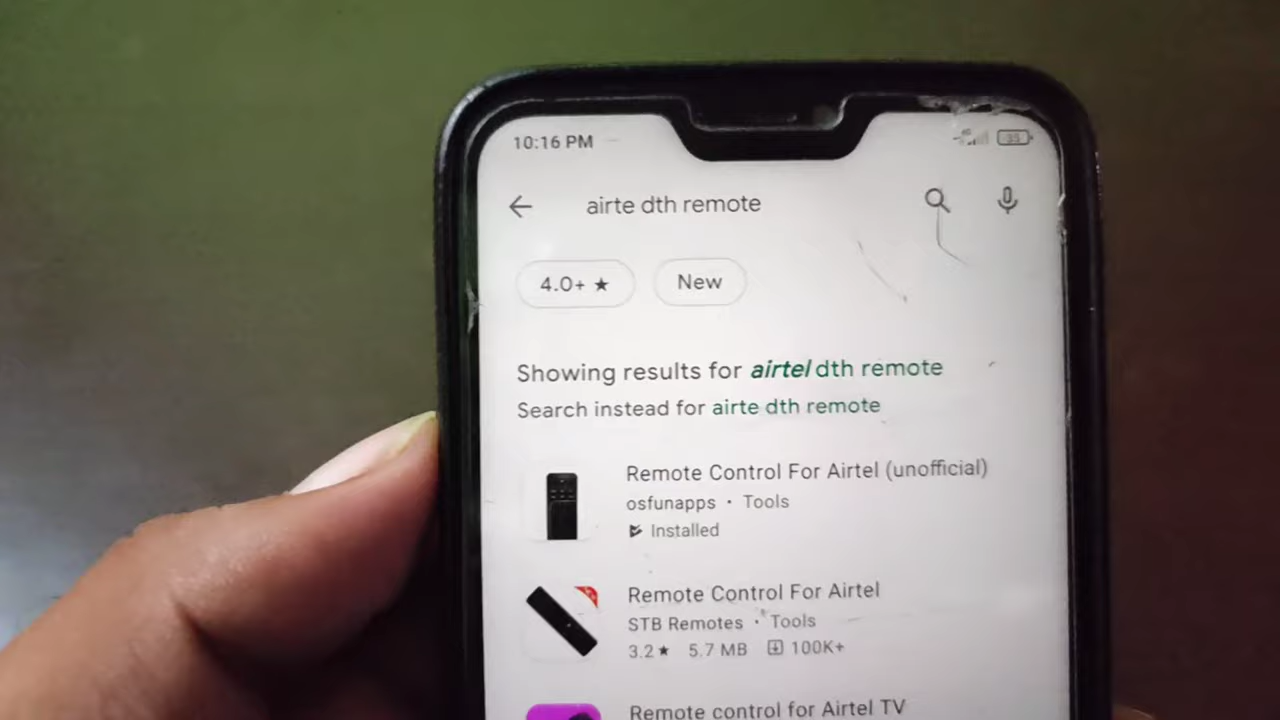 10:16 PM
33
airte dth remote
4.0+ ★
New
Showing results for airtel dth remote
Search instead for airte dth remote
Remote Control For Airtel (unofficial)
osfunapps • Tools
Installed
Remote Control For Airtel
STB Remotes • Tools
3.2★ 5.7 MB 100K+
Remote control for Airtel TV